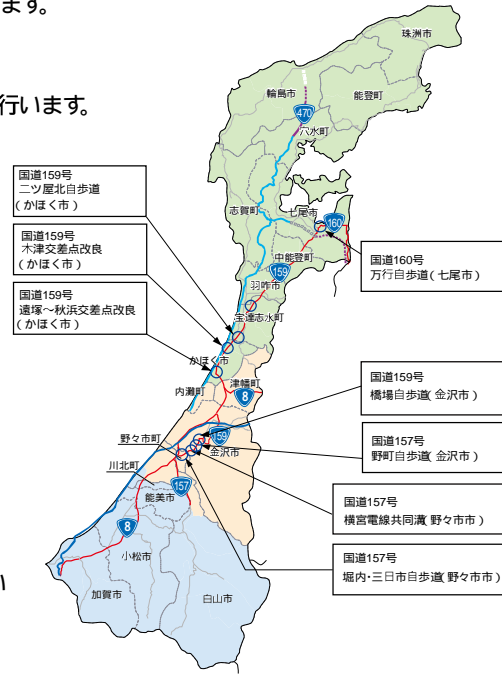 ます。
行います。
珠洲市
輪島市
能登町
470
穴水町
国道159号
二ツ屋北自歩道
(かほく市)
志賀町
七尾市
160
国道159号
木津交差点改良
(かほく市)
中能登町
159
国道160号
万行自歩道(七尾市)
羽咋市
国道159号
遠塚～秋浜交差点改良
(かほく市)
宝達志水町
かほく市
津幡町
内灘町
8
国道159号
橋場自歩道(金沢市)
野々市町
159
金沢市
国道157号
野町自歩道(金沢市)
川北町
157
能美市
国道157号
横宮電線共同溝(野々市市)
8
小松市
国道157号
堀内・三日市自歩道(野々市市)
い
加賀市
白山市